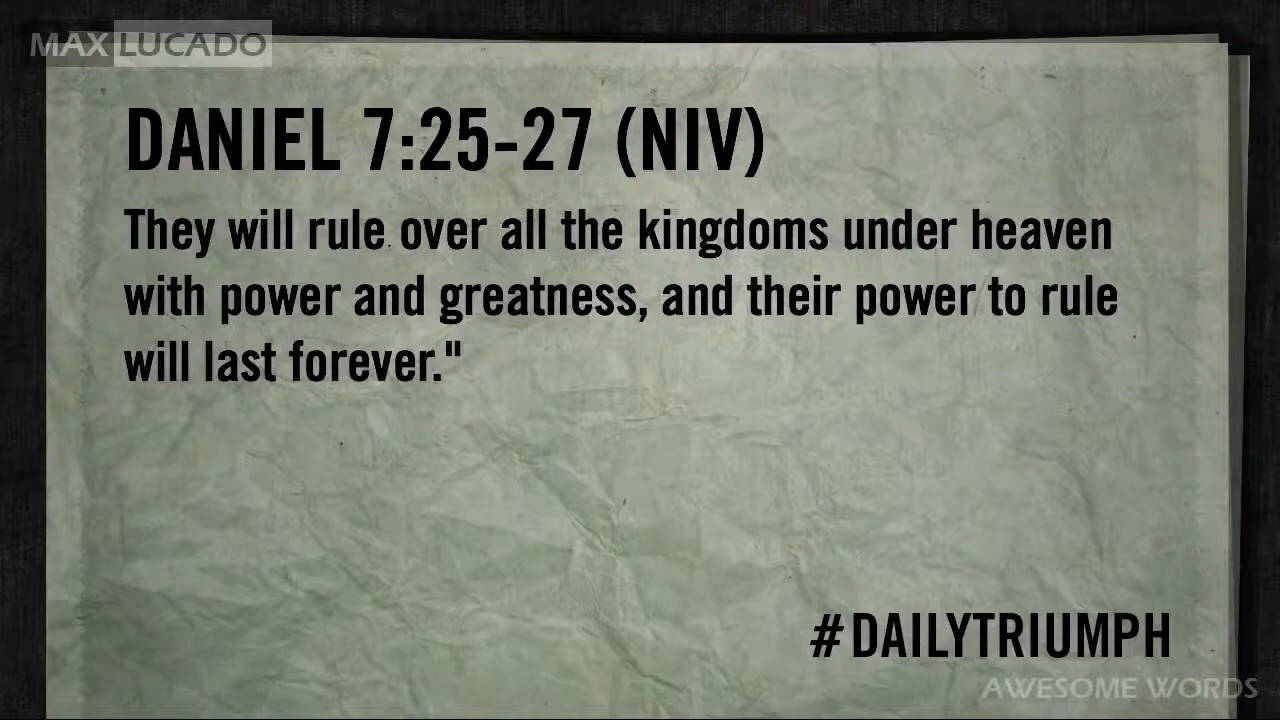 MAX LUCADO
DANIEL 7:25-27 (NIV)
They will rule over all the kingdoms under heaven
with power and greatness, and their power to rule
will last forever."
#DAILYTRIUMPH
AWESOME WORDS